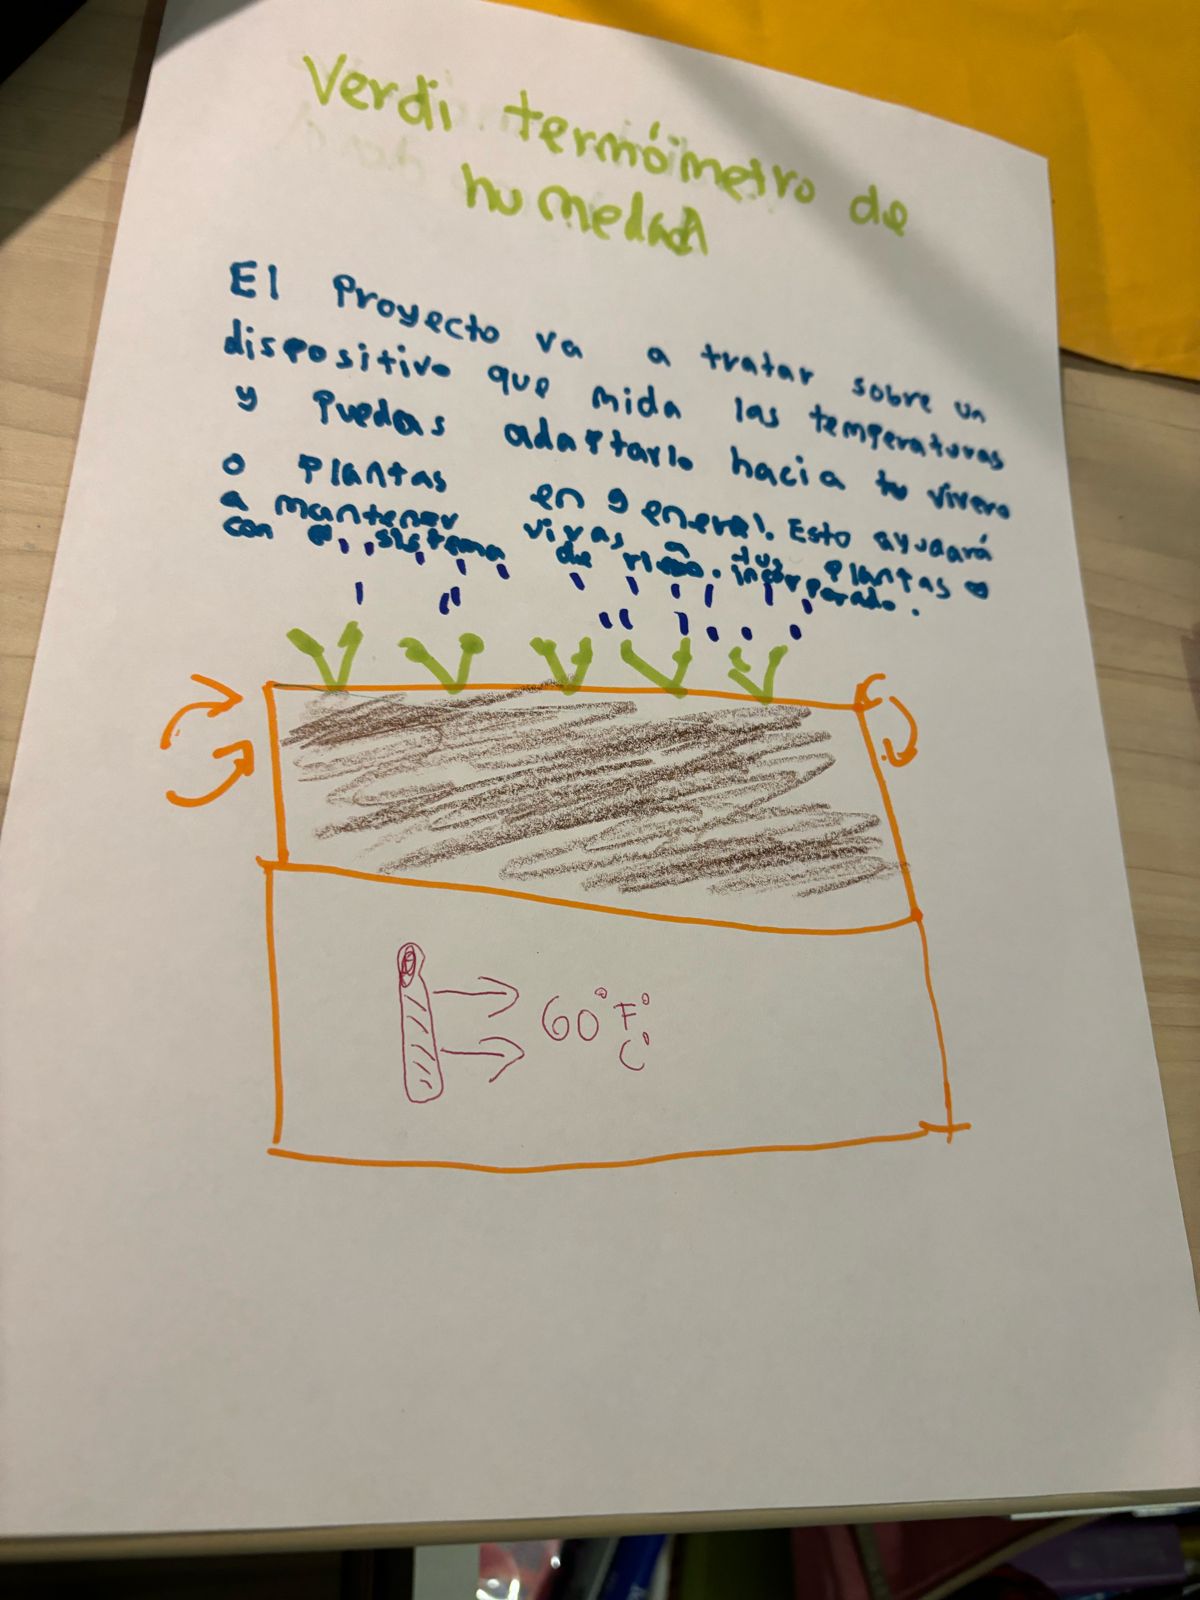 Verdi termóimetro de
humedad
El Proyecto va a tratar sobre un
dispositivo que mida las temperaturas
y puedas adaptarlo hacia tu vivero
o plantas en general. Esto ayudará
a mantener vivas a tus plantas
con el sistema de riego. incorporado.
60° F°
C°